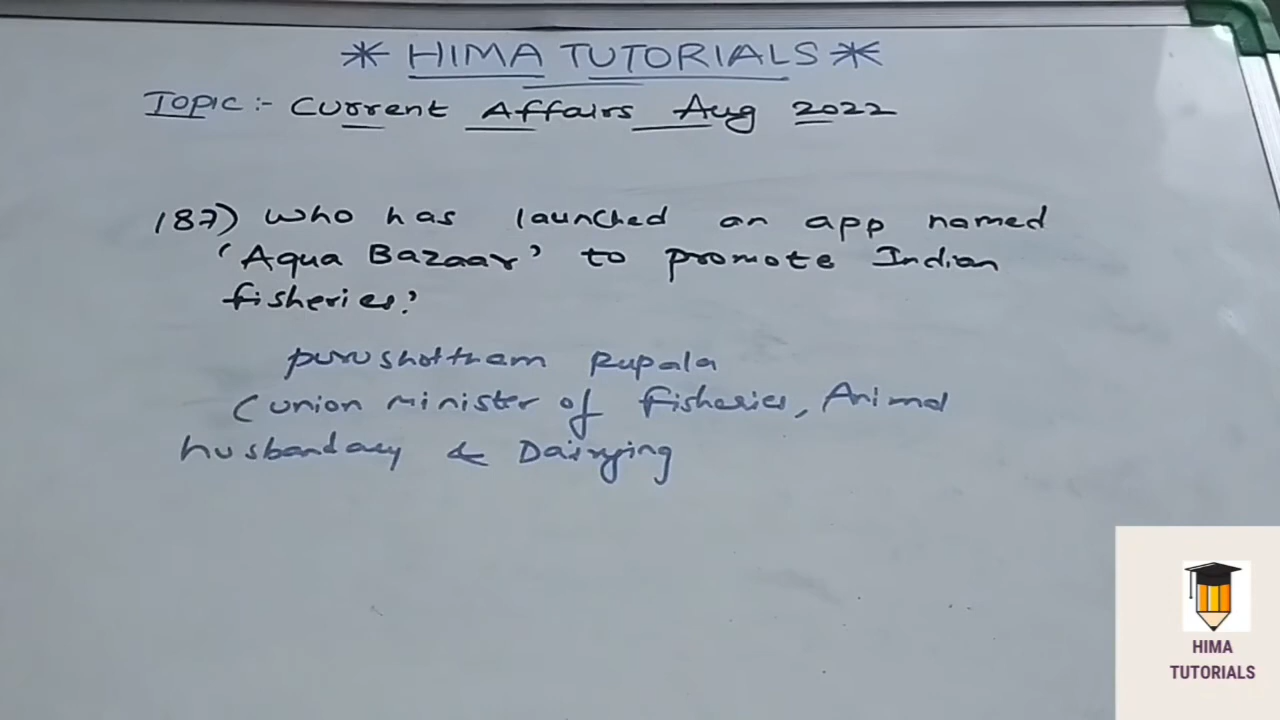 * HIMA TUTORIALS *
Topic:- Current Affairs Aug 2022
187) Who has launched an app named
'Aqua Bazaar' to promote Indian
fisheries?
purushottham Rupala
(union minister of Fisheries, Animal
husbandary & Dairying
HIMA
TUTORIALS